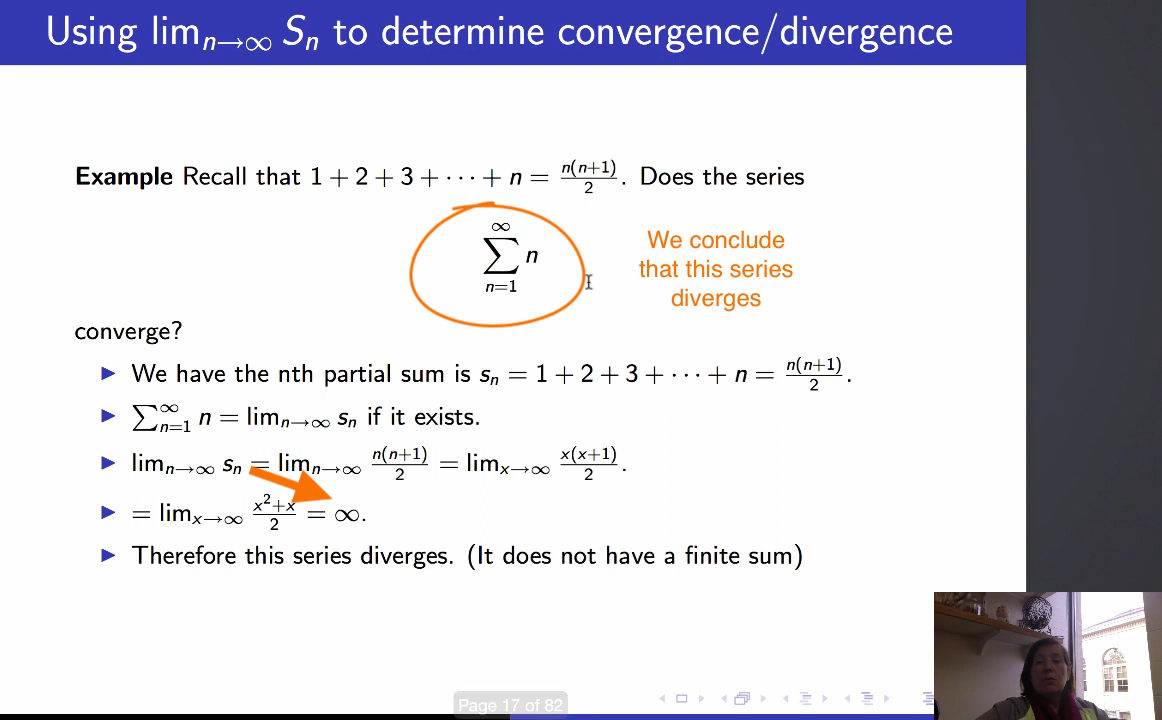 Using lim_{n→∞} S_n to determine convergence/divergence
Example Recall that 1 + 2 + 3 + ··· + n = n(n+1)/2. Does the series
∑_{n=1}^{∞} n
We conclude
that this series
diverges
converge?
▶ We have the nth partial sum is s_n = 1 + 2 + 3 + ··· + n = n(n+1)/2.
▶ ∑_{n=1}^{∞} n = lim_{n→∞} s_n if it exists.
▶ lim_{n→∞} s_n = lim_{n→∞} n(n+1)/2 = lim_{x→∞} x(x+1)/2.
▶ = lim_{x→∞} (x²+x)/2 = ∞.
▶ Therefore this series diverges. (It does not have a finite sum)
Page 17 of 82